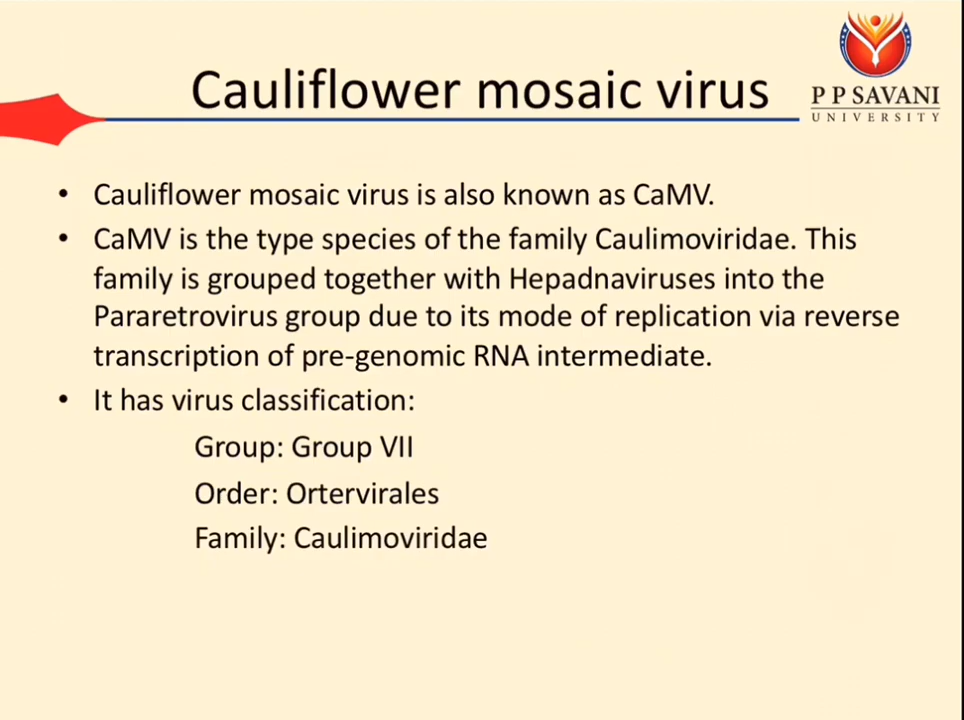 Cauliflower mosaic virus
P P SAVANI
UNIVERSITY
• Cauliflower mosaic virus is also known as CaMV.
• CaMV is the type species of the family Caulimoviridae. This
family is grouped together with Hepadnaviruses into the
Pararetrovirus group due to its mode of replication via reverse
transcription of pre-genomic RNA intermediate.
• It has virus classification:
Group: Group VII
Order: Ortervirales
Family: Caulimoviridae